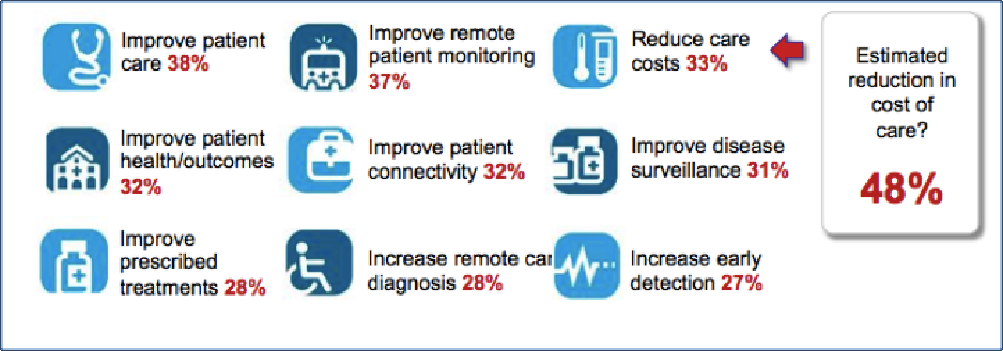 Improve patient
care 38%
Improve remote
patient monitoring
37%
Reduce care
costs 33%
Estimated
reduction in
cost of
care?
48%
Improve patient
health/outcomes
32%
Improve patient
connectivity 32%
Improve disease
surveillance 31%
Improve
prescribed
treatments 28%
Increase remote car
diagnosis 28%
Increase early
detection 27%